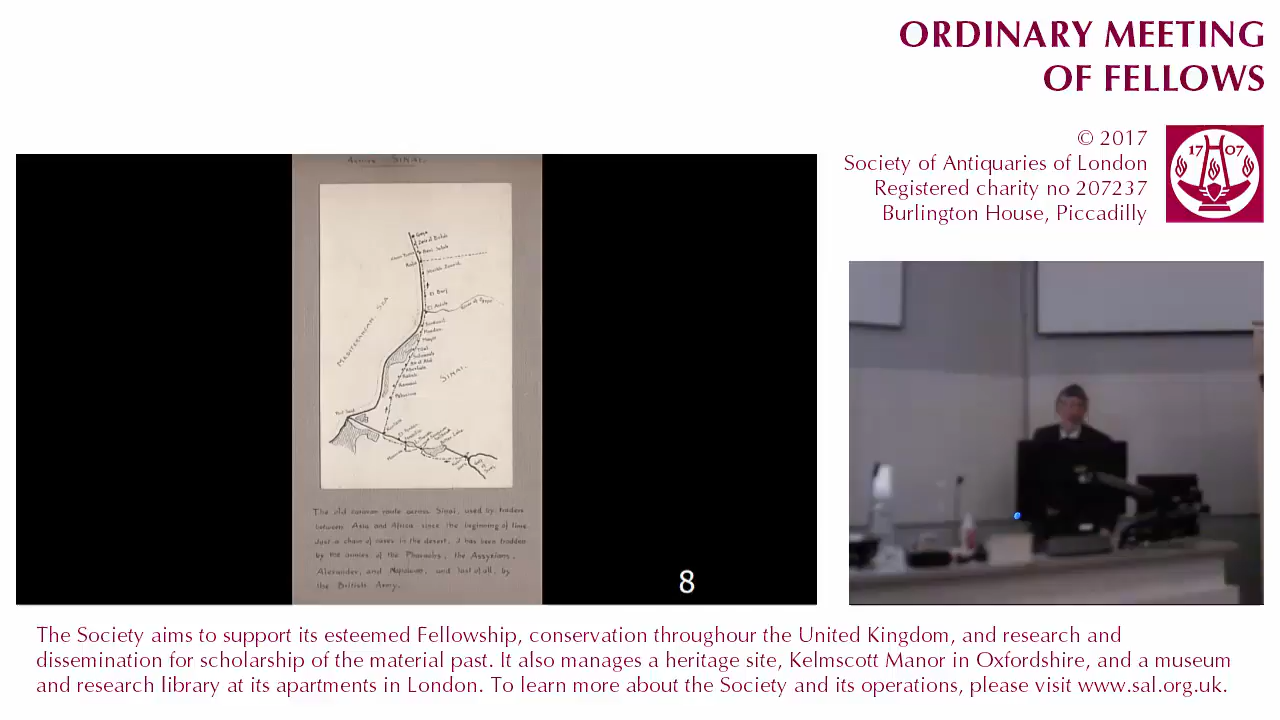 ORDINARY MEETING
OF FELLOWS
© 2017
Society of Antiquaries of London
Registered charity no 207237
Burlington House, Piccadilly
17 07
Across SINAI.
MEDITERRANEAN SEA
SINAI.
Port Said
The old caravan route across Sinai, used by traders
between Asia and Africa since the beginning of time.
Just a chain of oases in the desert, it has been trodden
by the armies of the Pharaohs, the Assyrians,
Alexander, and Napoleon, and last of all, by
the British Army.
8
The Society aims to support its esteemed Fellowship, conservation throughour the United Kingdom, and research and
dissemination for scholarship of the material past. It also manages a heritage site, Kelmscott Manor in Oxfordshire, and a museum
and research library at its apartments in London. To learn more about the Society and its operations, please visit www.sal.org.uk.